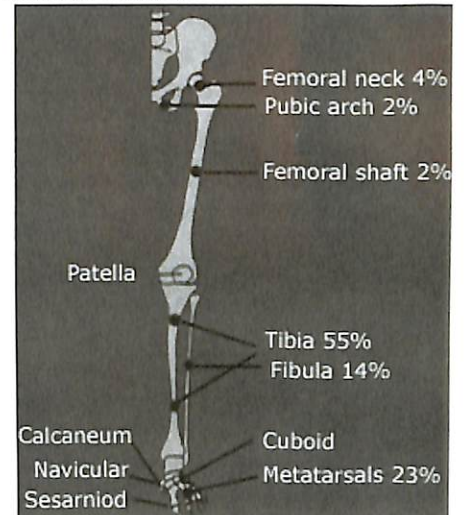 Femoral neck 4%
Pubic arch 2%
Femoral shaft 2%
Patella
Tibia 55%
Fibula 14%
Calcaneum
Cuboid
Navicular
Metatarsals 23%
Sesarniod